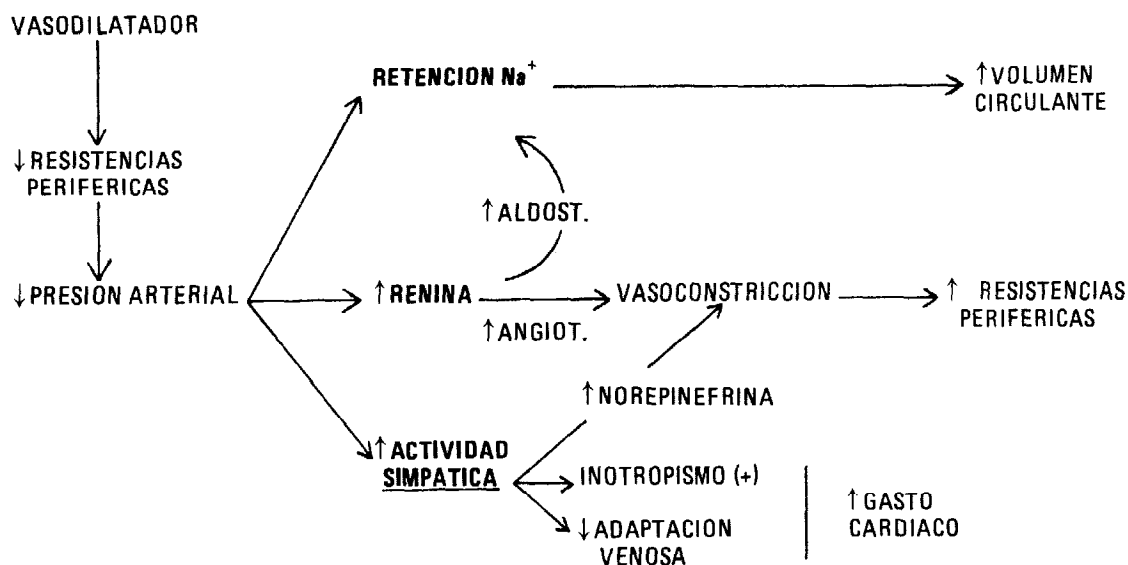 VASODILATADOR
↓RESISTENCIAS
PERIFERICAS
↓PRESION ARTERIAL
RETENCION Na⁺
↑VOLUMEN
CIRCULANTE
↑ALDOST.
↑RENINA
↑ANGIOT.
VASOCONSTRICCION
↑ RESISTENCIAS
PERIFERICAS
↑NOREPINEFRINA
↑ACTIVIDAD
SIMPATICA
INOTROPISMO (+)
↓ADAPTACION
VENOSA
↑GASTO
CARDIACO